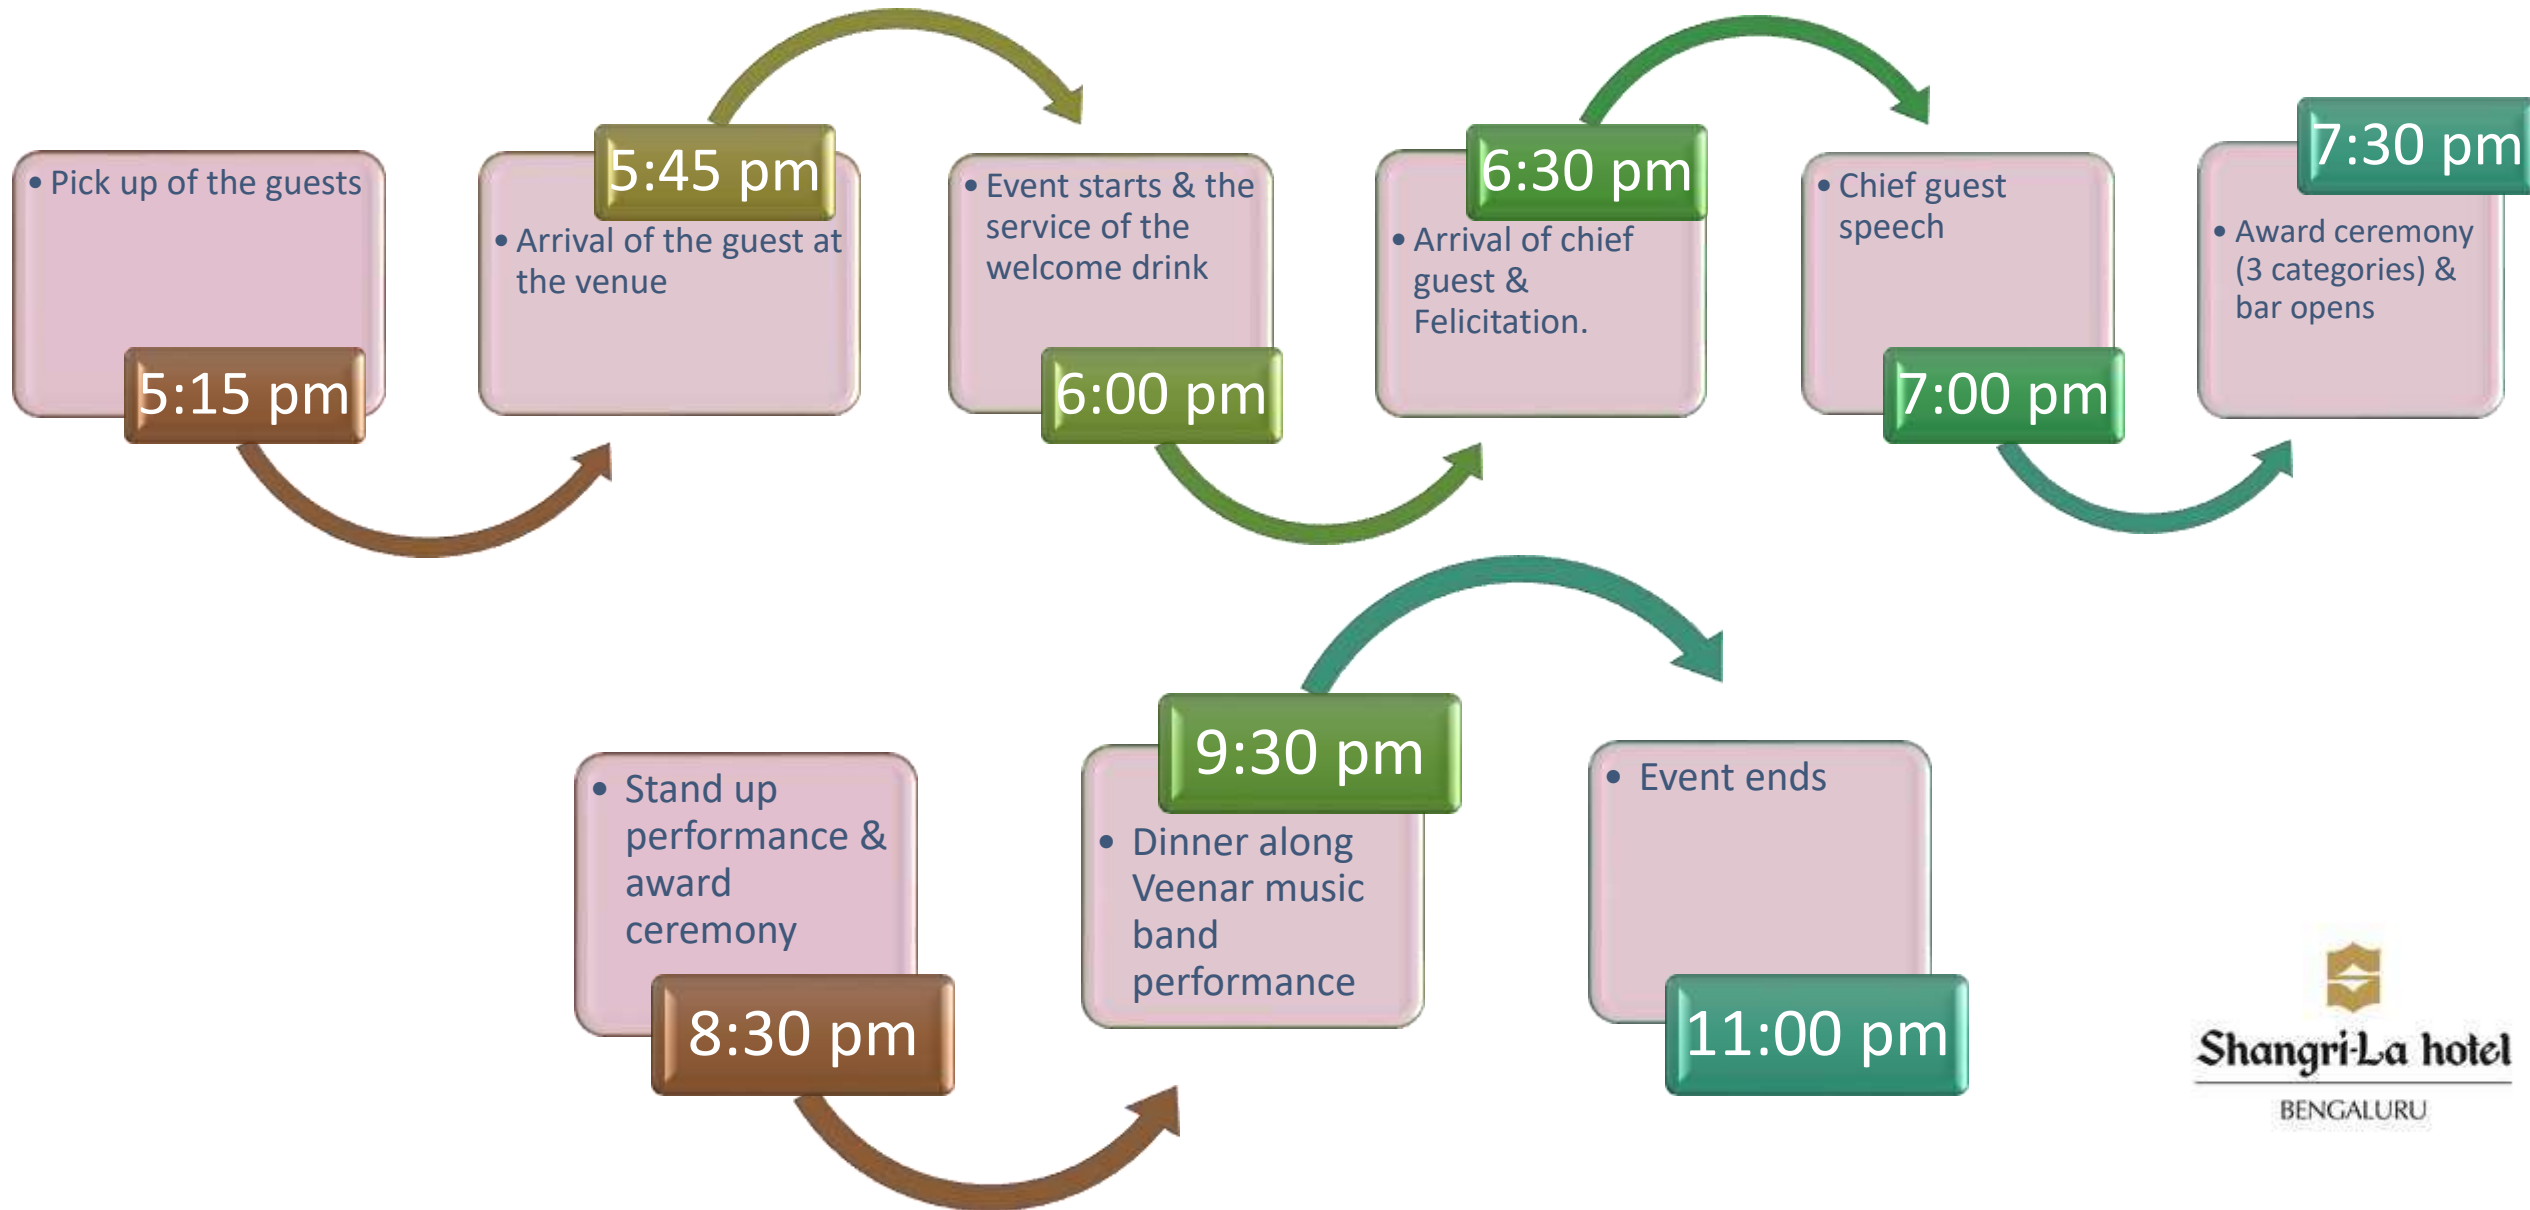 • Pick up of the guests
5:15 pm
5:45 pm
• Arrival of the guest at
the venue
• Event starts & the
service of the
welcome drink
6:00 pm
6:30 pm
• Arrival of chief
guest &
Felicitation.
• Chief guest
speech
7:00 pm
7:30 pm
• Award ceremony
(3 categories) &
bar opens
• Stand up
performance &
award
ceremony
8:30 pm
9:30 pm
• Dinner along
Veenar music
band
performance
• Event ends
11:00 pm
Shangri-La hotel
BENGALURU